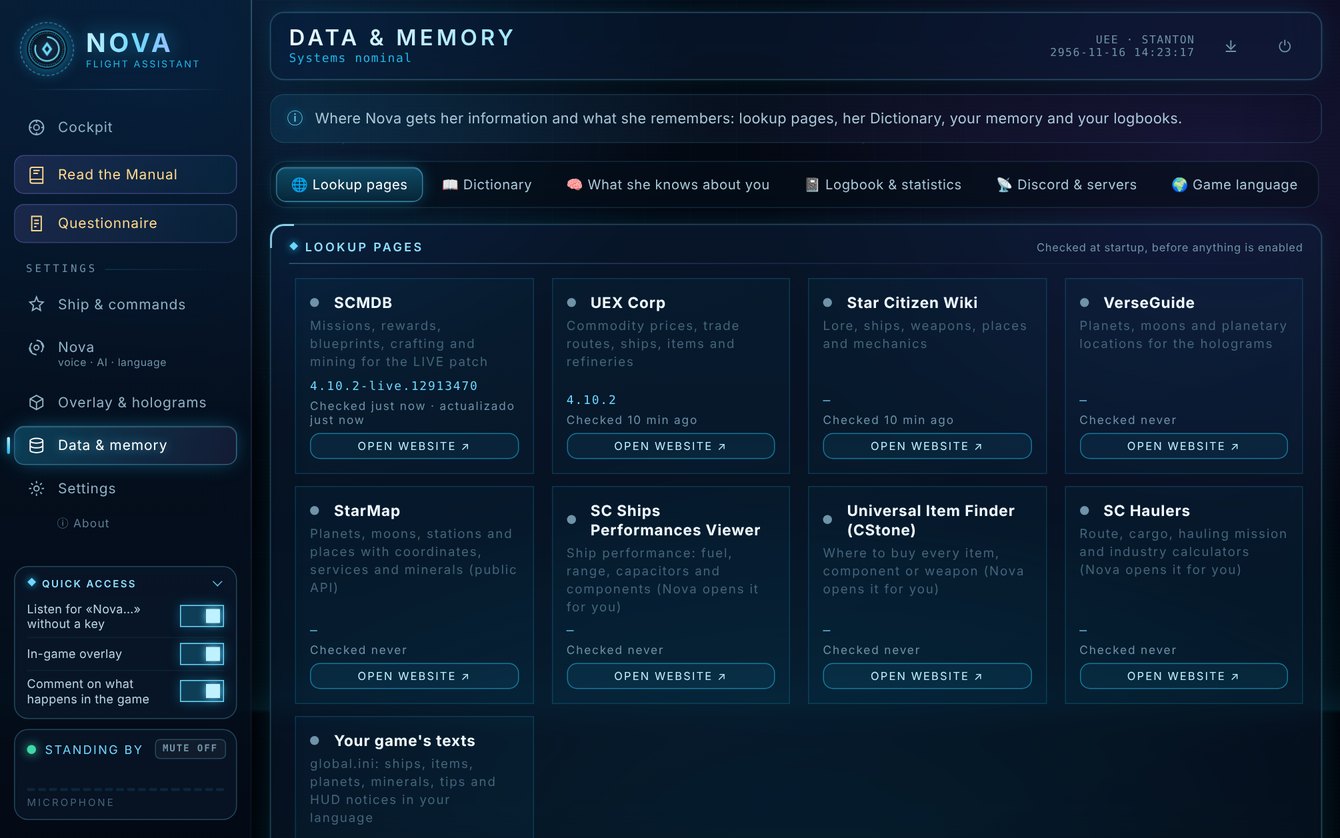 NOVA
FLIGHT ASSISTANT
Cockpit
Read the Manual
Questionnaire
SETTINGS
Ship & commands
Nova
voice · AI · language
Overlay & holograms
Data & memory
Settings
ⓘ About
QUICK ACCESS
Listen for «Nova...»
without a key
In-game overlay
Comment on what
happens in the game
STANDING BY
MUTE OFF
MICROPHONE
DATA & MEMORY
Systems nominal
UEE · STANTON
2956-11-16 14:23:17
Where Nova gets her information and what she remembers: lookup pages, her Dictionary, your memory and your logbooks.
Lookup pages
Dictionary
What she knows about you
Logbook & statistics
Discord & servers
Game language
LOOKUP PAGES
Checked at startup, before anything is enabled
SCMDB
Missions, rewards,
blueprints, crafting and
mining for the LIVE patch
4.10.2-live.12913470
Checked just now · actualizado
just now
OPEN WEBSITE ↗
UEX Corp
Commodity prices, trade
routes, ships, items and
refineries
4.10.2
Checked 10 min ago
OPEN WEBSITE ↗
Star Citizen Wiki
Lore, ships, weapons, places
and mechanics
–
Checked 10 min ago
OPEN WEBSITE ↗
VerseGuide
Planets, moons and planetary
locations for the holograms
–
Checked never
OPEN WEBSITE ↗
StarMap
Planets, moons, stations and
places with coordinates,
services and minerals (public
API)
–
Checked never
OPEN WEBSITE ↗
SC Ships
Performances Viewer
Ship performance: fuel,
range, capacitors and
components (Nova opens it
for you)
–
Checked never
OPEN WEBSITE ↗
Universal Item Finder
(CStone)
Where to buy every item,
component or weapon (Nova
opens it for you)
–
Checked never
OPEN WEBSITE ↗
SC Haulers
Route, cargo, hauling mission
and industry calculators
(Nova opens it for you)
–
Checked never
OPEN WEBSITE ↗
Your game's texts
global.ini: ships, items,
planets, minerals, tips and
HUD notices in your
language